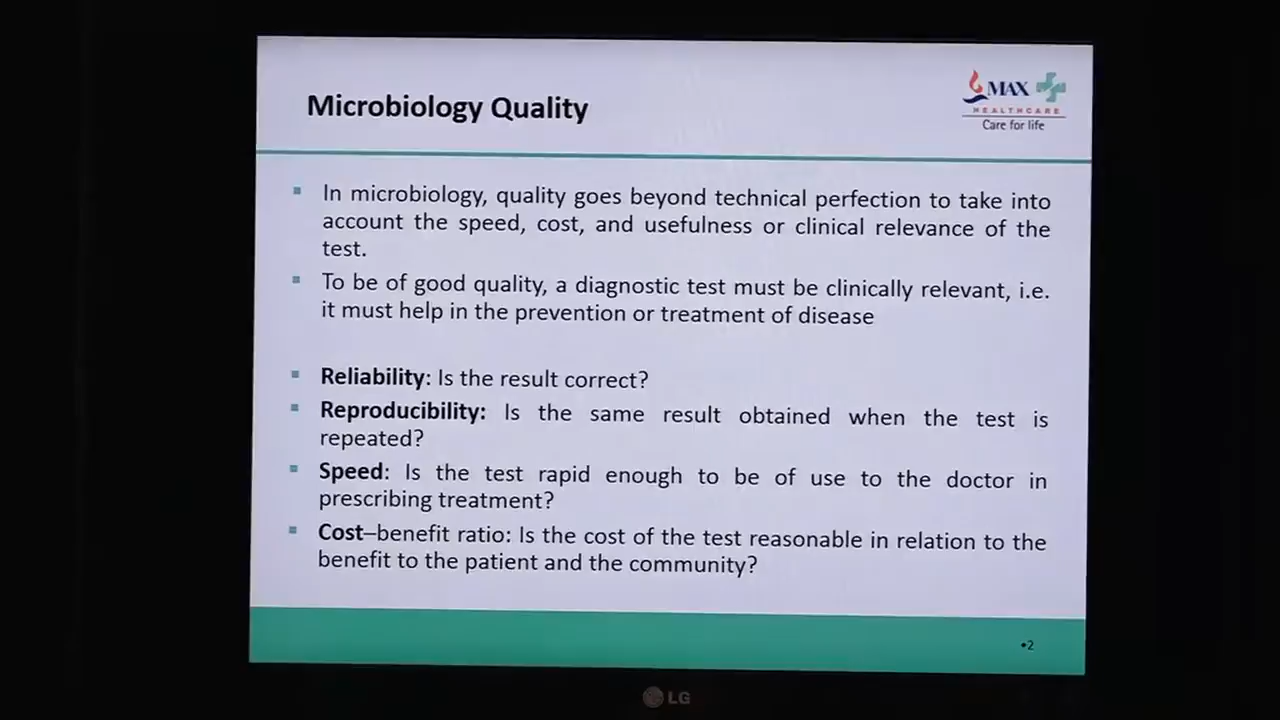 Microbiology Quality
MAX
HEALTHCARE
Care for life
In microbiology, quality goes beyond technical perfection to take into
account the speed, cost, and usefulness or clinical relevance of the
test.
To be of good quality, a diagnostic test must be clinically relevant, i.e.
it must help in the prevention or treatment of disease
Reliability: Is the result correct?
Reproducibility: Is the same result obtained when the test is
repeated?
Speed: Is the test rapid enough to be of use to the doctor in
prescribing treatment?
Cost–benefit ratio: Is the cost of the test reasonable in relation to the
benefit to the patient and the community?
•2
LG